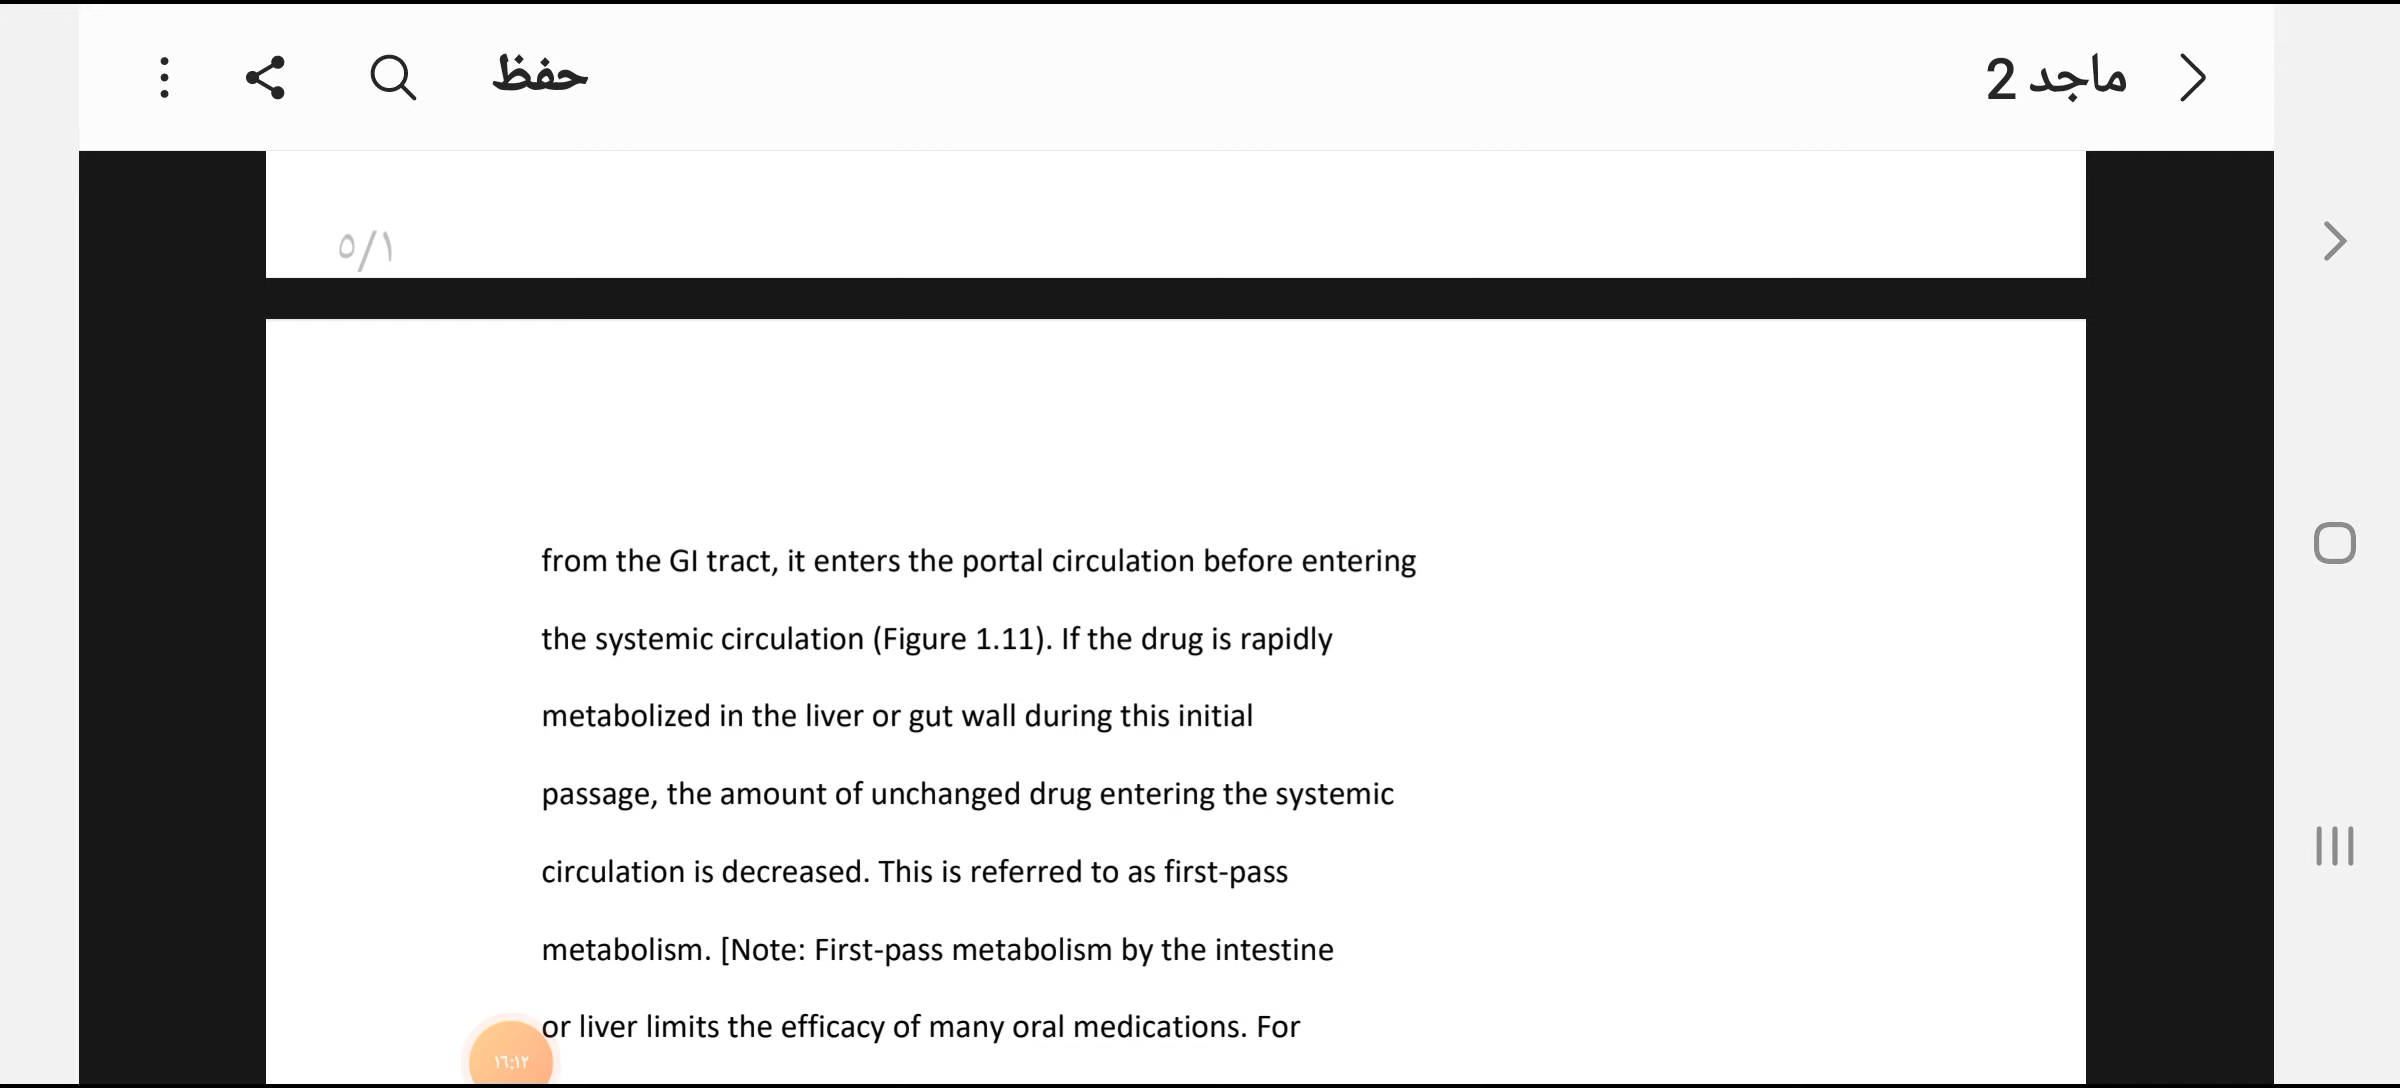 ماجد 2
حفظ
٥/١
from the GI tract, it enters the portal circulation before entering
the systemic circulation (Figure 1.11). If the drug is rapidly
metabolized in the liver or gut wall during this initial
passage, the amount of unchanged drug entering the systemic
circulation is decreased. This is referred to as first-pass
metabolism. [Note: First-pass metabolism by the intestine
or liver limits the efficacy of many oral medications. For
١٦:١٢